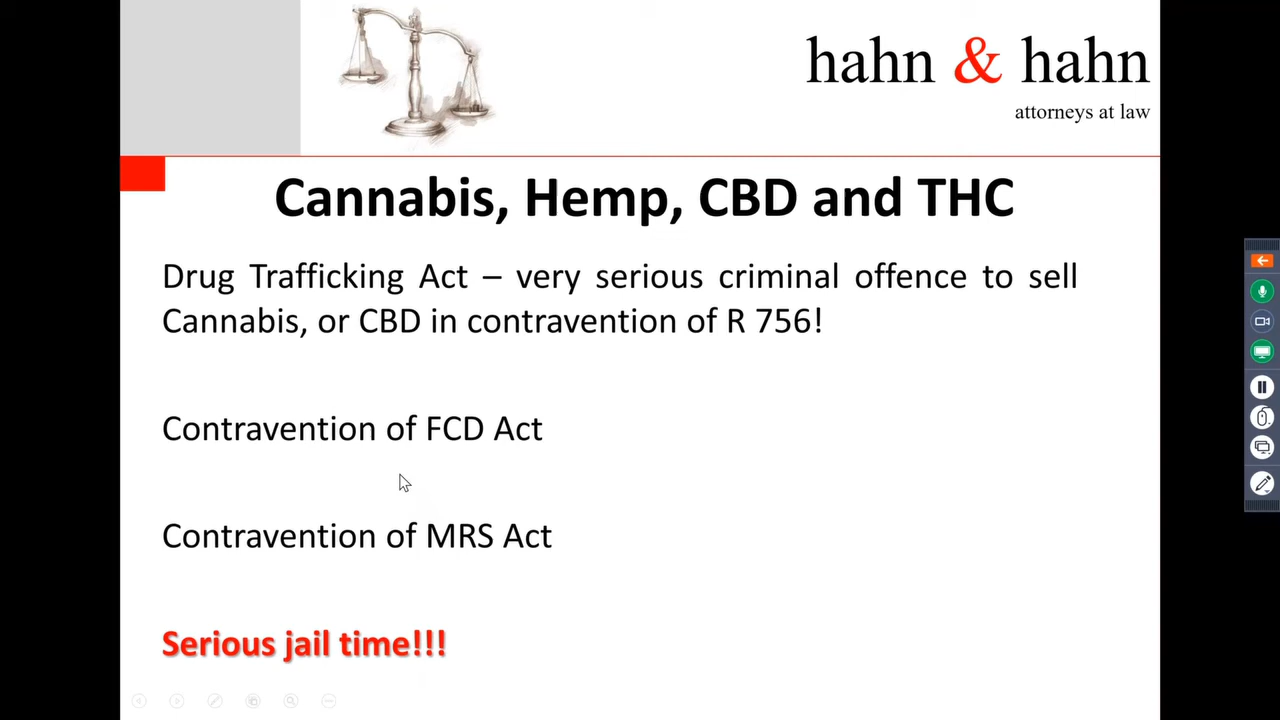 hahn & hahn
attorneys at law
Cannabis, Hemp, CBD and THC
Drug Trafficking Act – very serious criminal offence to sell
Cannabis, or CBD in contravention of R 756!
Contravention of FCD Act
Contravention of MRS Act
Serious jail time!!!